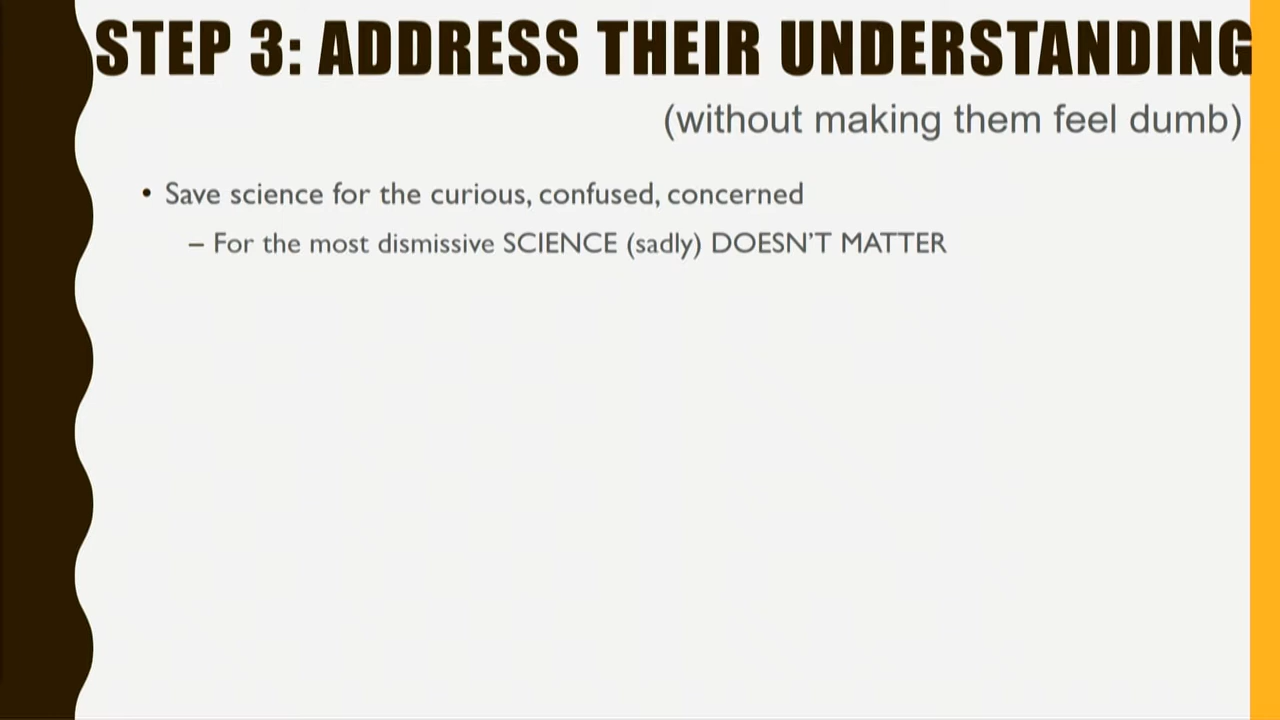 STEP 3: ADDRESS THEIR UNDERSTANDING
(without making them feel dumb)
• Save science for the curious, confused, concerned
– For the most dismissive SCIENCE (sadly) DOESN’T MATTER